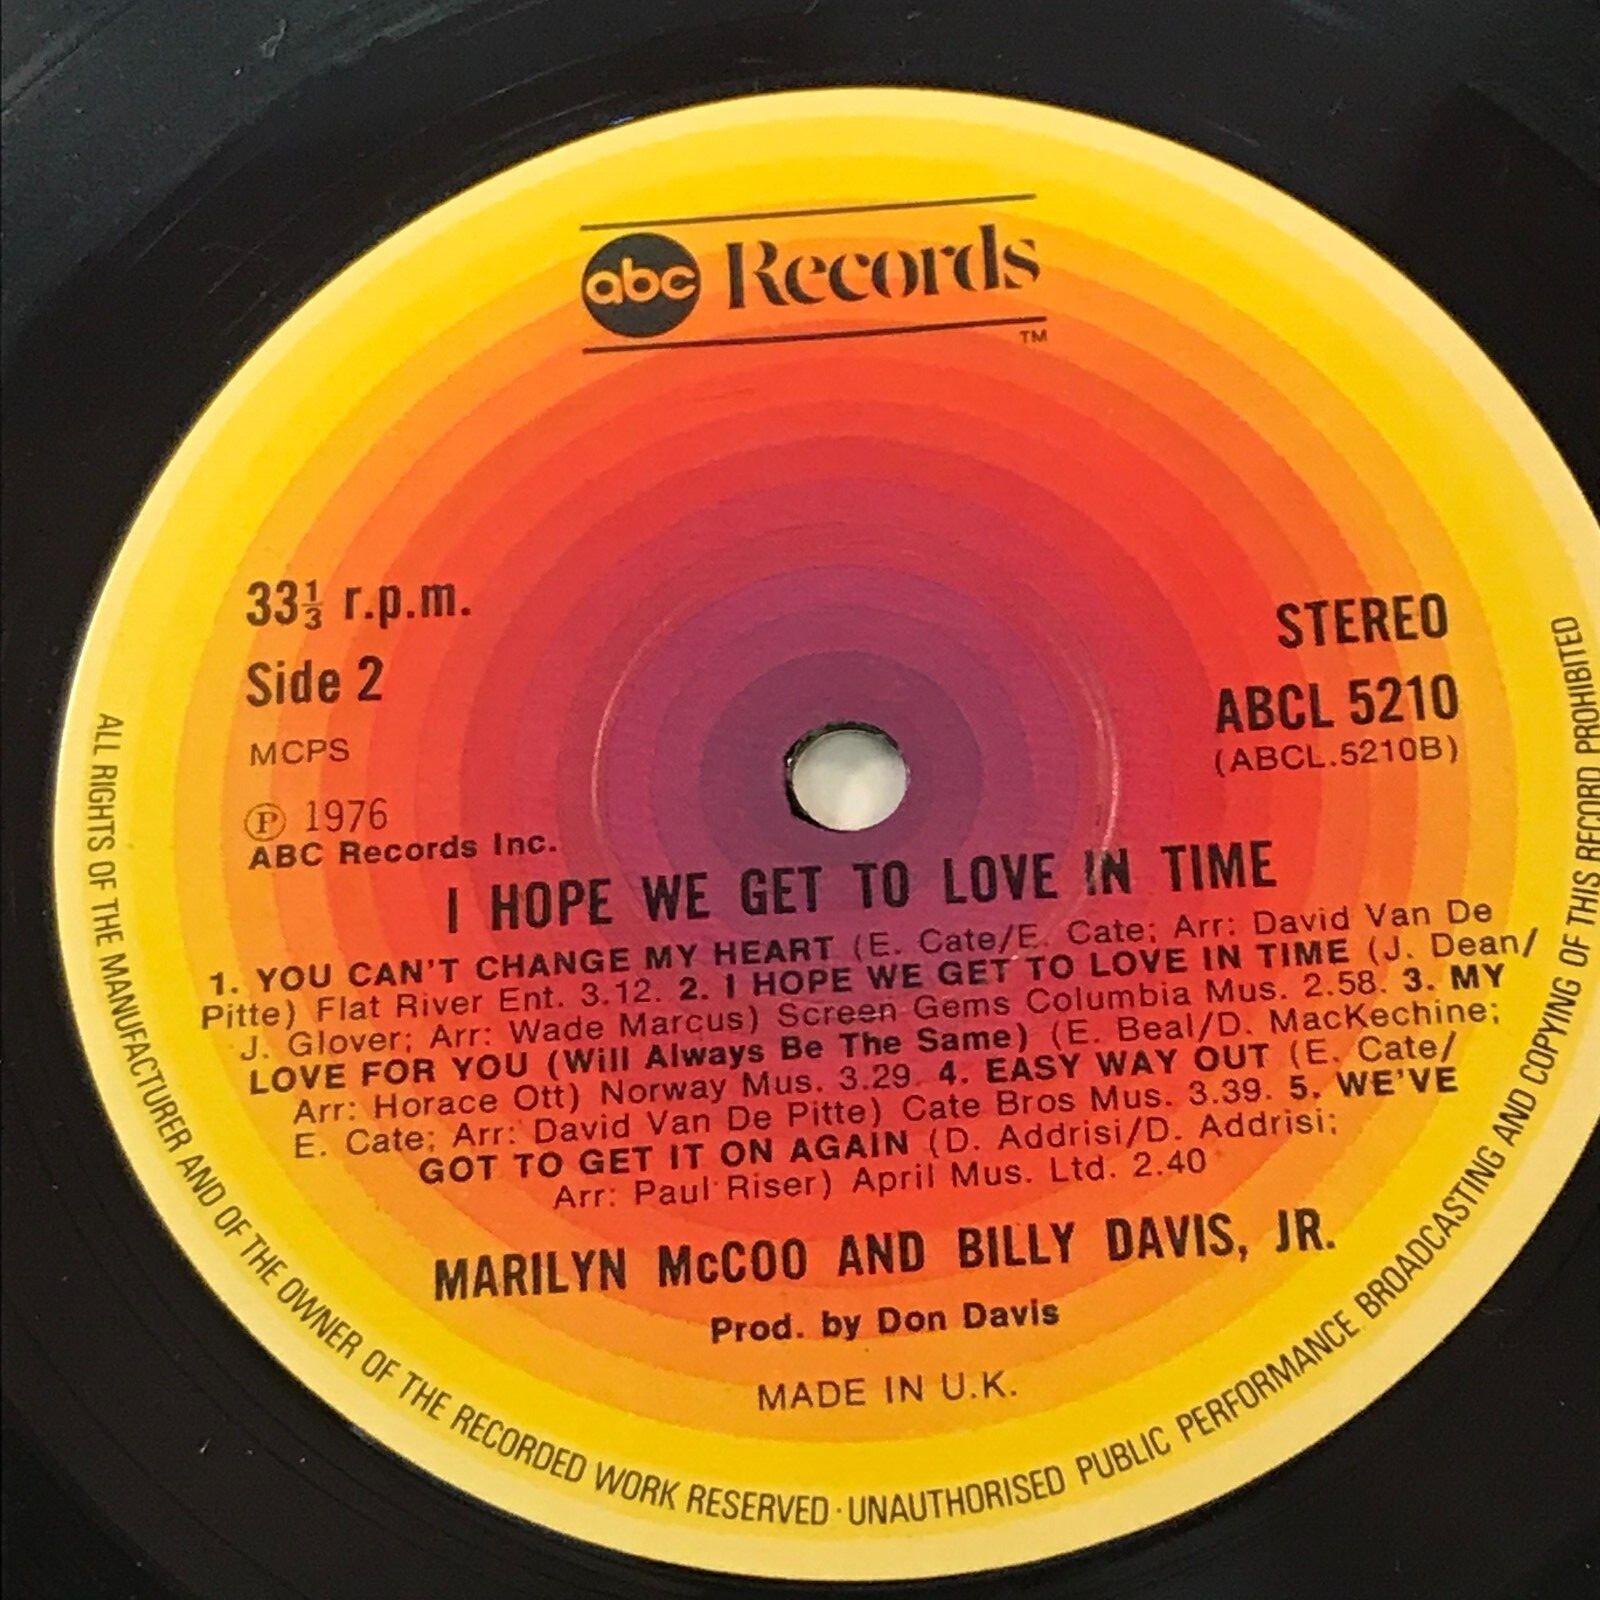 abc Records
TM
33⅓ r.p.m.
Side 2
MCPS
Ⓟ 1976
ABC Records Inc.
STEREO
ABCL 5210
(ABCL.5210B)
I HOPE WE GET TO LOVE IN TIME
1. YOU CAN'T CHANGE MY HEART (E. Cate/E. Cate; Arr: David Van De
Pitte) Flat River Ent. 3.12. 2. I HOPE WE GET TO LOVE IN TIME (J. Dean/
J. Glover; Arr: Wade Marcus) Screen Gems Columbia Mus. 2.58. 3. MY
LOVE FOR YOU (Will Always Be The Same) (E. Beal/D. MacKechine;
Arr: Horace Ott) Norway Mus. 3.29. 4. EASY WAY OUT (E. Cate/
E. Cate; Arr: David Van De Pitte) Cate Bros Mus. 3.39. 5. WE'VE
GOT TO GET IT ON AGAIN (D. Addrisi/D. Addrisi;
Arr: Paul Riser) April Mus. Ltd. 2.40
MARILYN McCOO AND BILLY DAVIS, JR.
Prod. by Don Davis
MADE IN U.K.
ALL RIGHTS OF THE MANUFACTURER AND OF THE OWNER OF THE RECORDED WORK RESERVED · UNAUTHORISED PUBLIC PERFORMANCE BROADCASTING AND COPYING OF THIS RECORD PROHIBITED